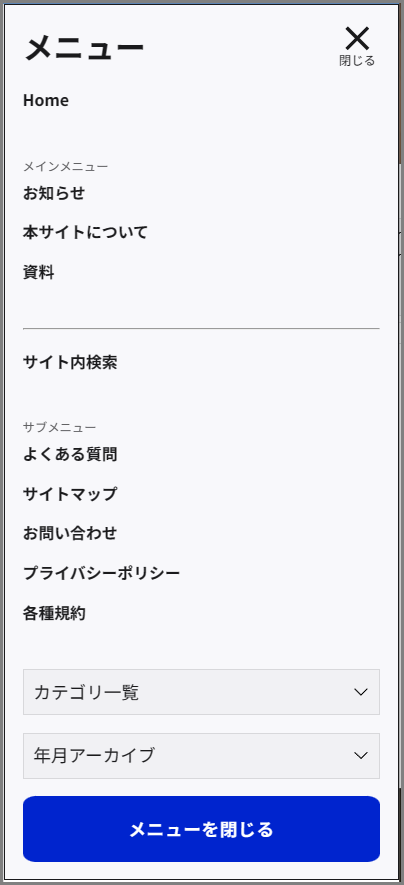 メニュー
閉じる
Home
メインメニュー
お知らせ
本サイトについて
資料
サイト内検索
サブメニュー
よくある質問
サイトマップ
お問い合わせ
プライバシーポリシー
各種規約
カテゴリ一覧
年月アーカイブ
メニューを閉じる